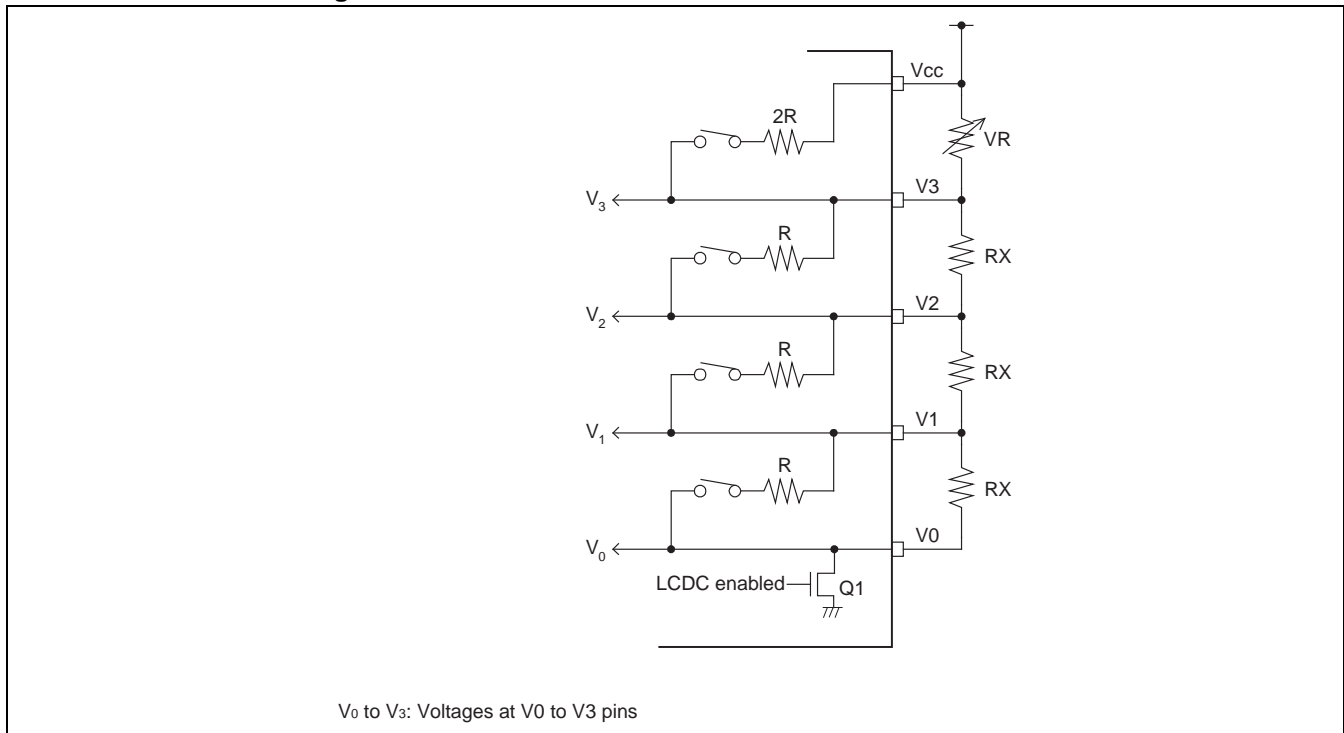 Vcc
2R
VR
V3
V3
R
RX
V2
V2
R
RX
V1
V1
R
RX
V0
V0
LCDC enabled
Q1
V0 to V3: Voltages at V0 to V3 pins